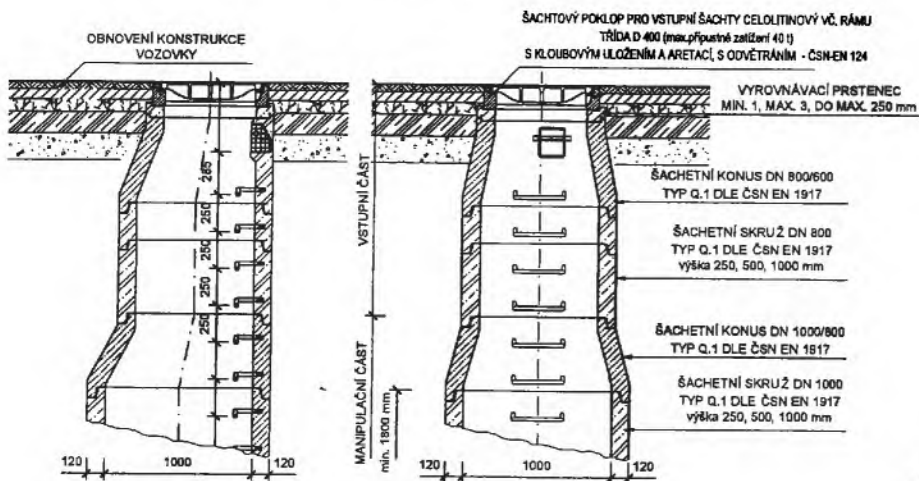 ŠACHTOVÝ POKLOP PRO VSTUPNÍ ŠACHTY CELOLITINOVÝ VČ. RÁMU
TŘÍDA D 400 (max.přípustné zatížení 40 t)
S KLOUBOVÝM ULOŽENÍM A ARETACÍ, S ODVĚTRÁNÍM - ČSN-EN 124
OBNOVENÍ KONSTRUKCE
VOZOVKY
VYROVNÁVACÍ PRSTENEC
MIN. 1, MAX. 3, DO MAX. 250 mm
ŠACHETNÍ KONUS DN 800/600
TYP Q.1 DLE ČSN EN 1917
ŠACHETNÍ SKRUŽ DN 800
TYP Q.1 DLE ČSN EN 1917
výška 250, 500, 1000 mm
ŠACHETNÍ KONUS DN 1000/800
TYP Q.1 DLE ČSN EN 1917
ŠACHETNÍ SKRUŽ DN 1000
TYP Q.1 DLE ČSN EN 1917
výška 250, 500, 1000 mm
285
250
250
250
250
VSTUPNÍ ČÁST
MANIPULAČNÍ ČÁST
min. 1800 mm
120
1000
120
120
1000
120